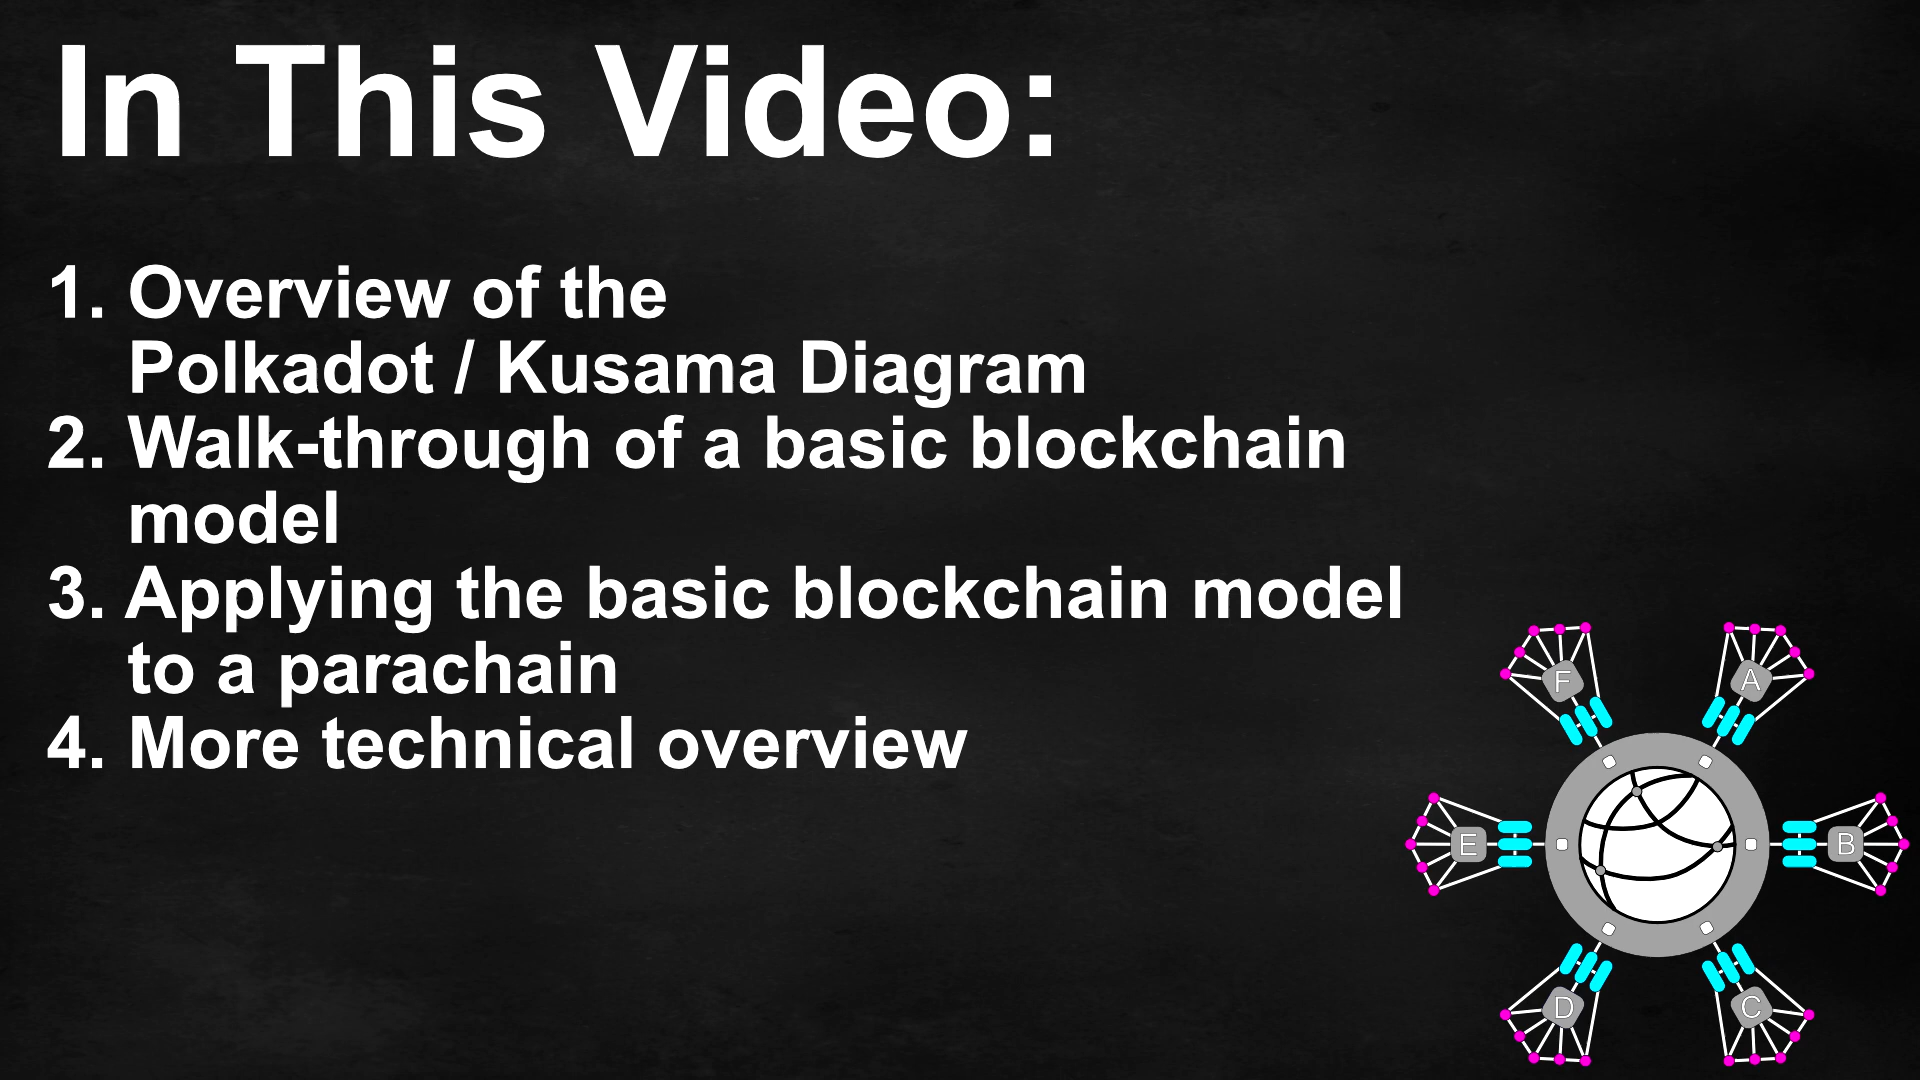 In This Video:
1. Overview of the
Polkadot / Kusama Diagram
2. Walk-through of a basic blockchain
model
3. Applying the basic blockchain model
to a parachain
4. More technical overview
F
A
E
B
D
C